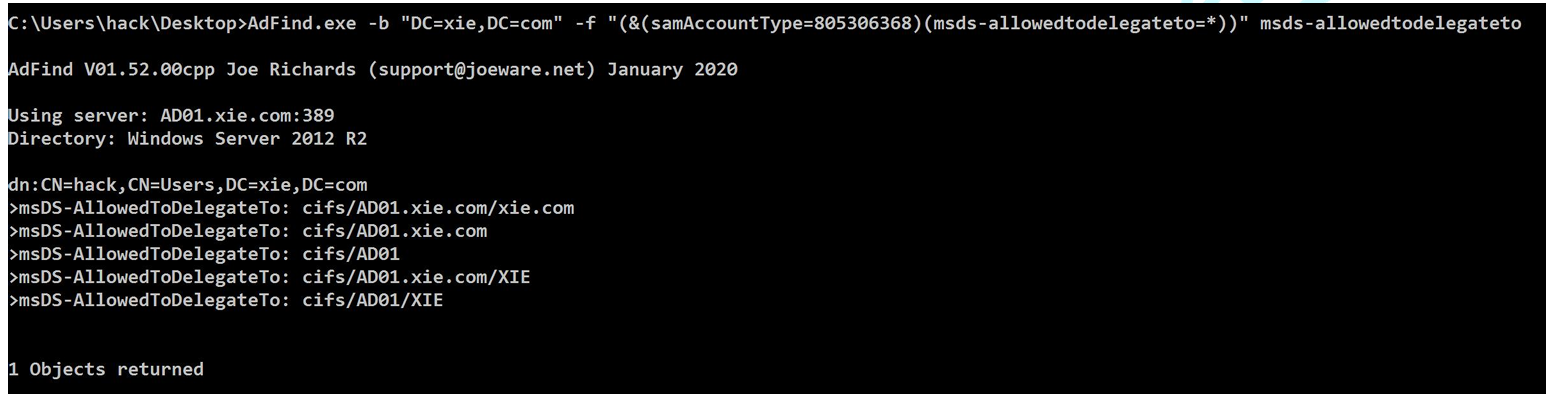 C:\Users\hack\Desktop>AdFind.exe -b "DC=xie,DC=com" -f "(&(samAccountType=805306368)(msds-allowedtodelegateto=*))" msds-allowedtodelegateto
AdFind V01.52.00cpp Joe Richards (support@joeware.net) January 2020
Using server: AD01.xie.com:389
Directory: Windows Server 2012 R2
dn:CN=hack,CN=Users,DC=xie,DC=com
>msDS-AllowedToDelegateTo: cifs/AD01.xie.com/xie.com
>msDS-AllowedToDelegateTo: cifs/AD01.xie.com
>msDS-AllowedToDelegateTo: cifs/AD01
>msDS-AllowedToDelegateTo: cifs/AD01.xie.com/XIE
>msDS-AllowedToDelegateTo: cifs/AD01/XIE
1 Objects returned